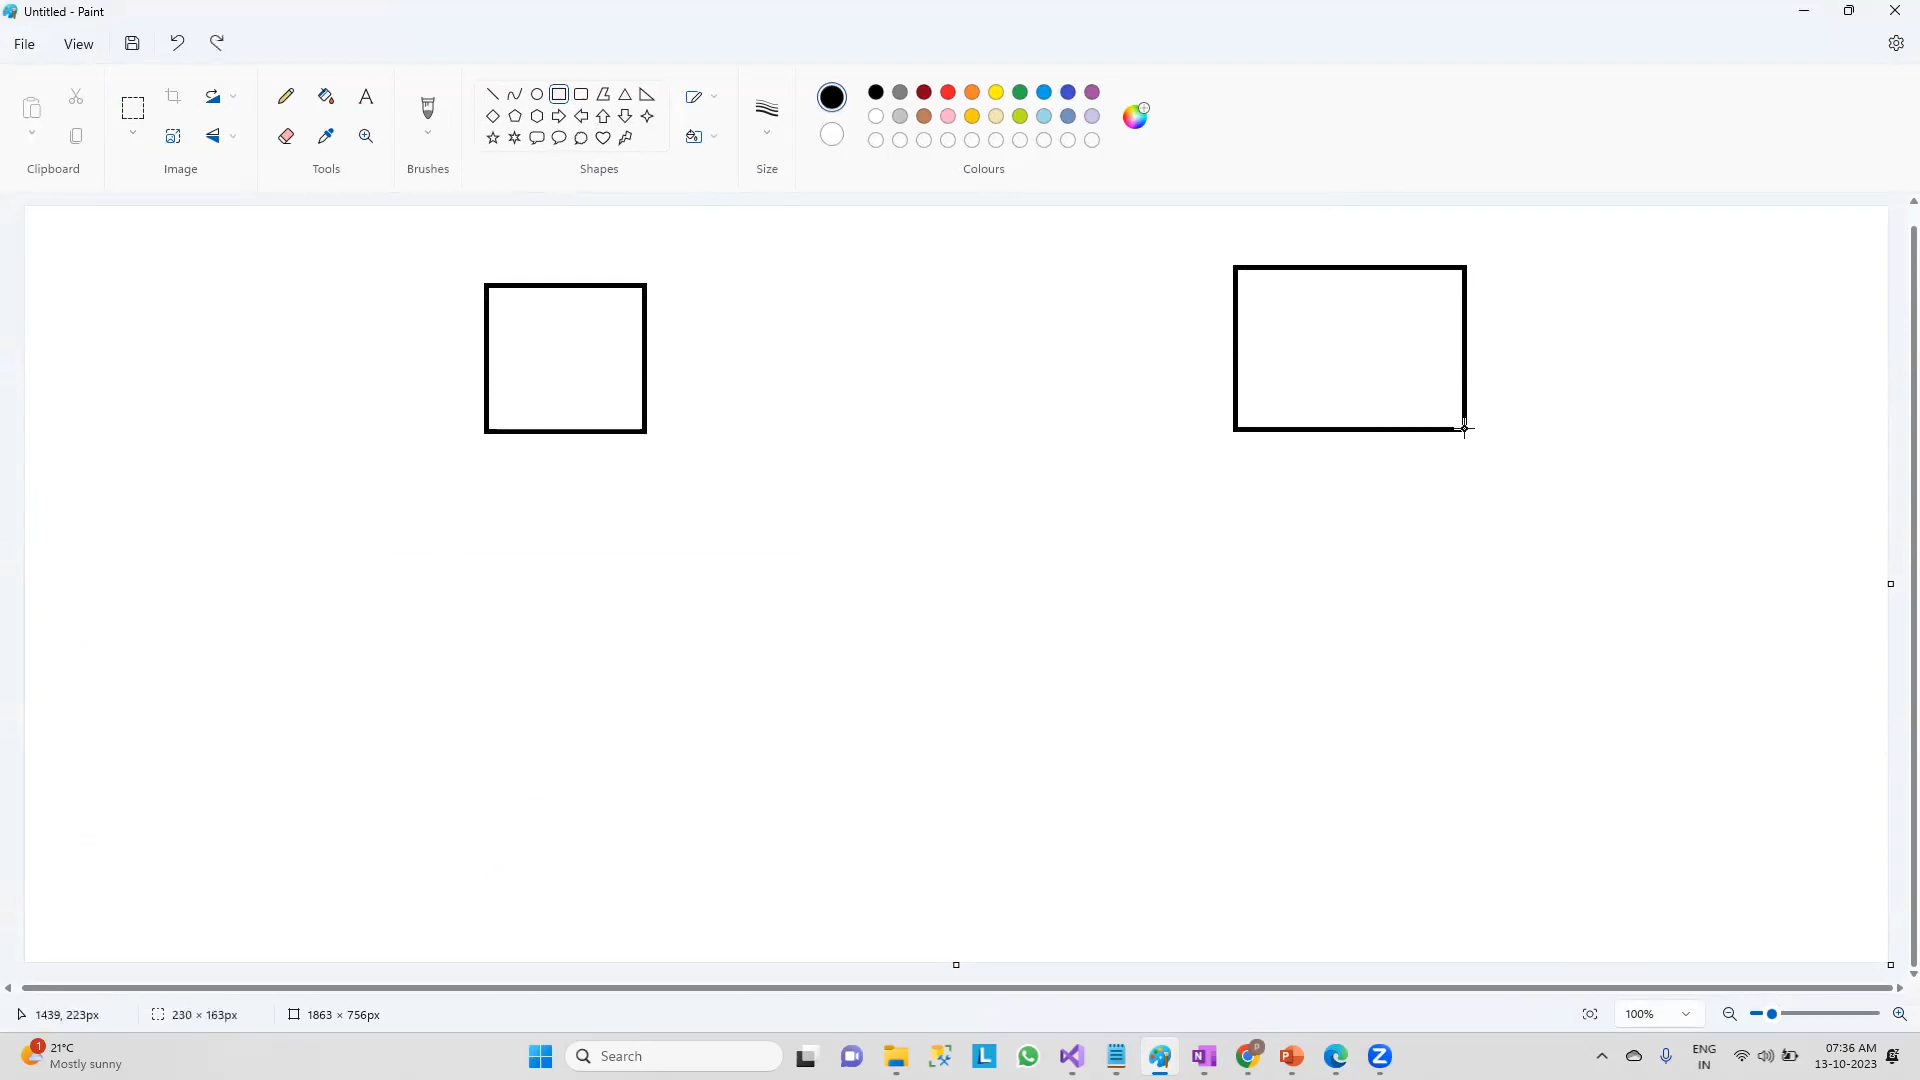 Untitled - Paint
File View
Clipboard
Image
Tools
Brushes
Shapes
Size
Colours
1439, 223px
230 × 163px
1863 × 756px
100%
1
21°C
Mostly sunny
Search
ENG
IN
07:36 AM
13-10-2023